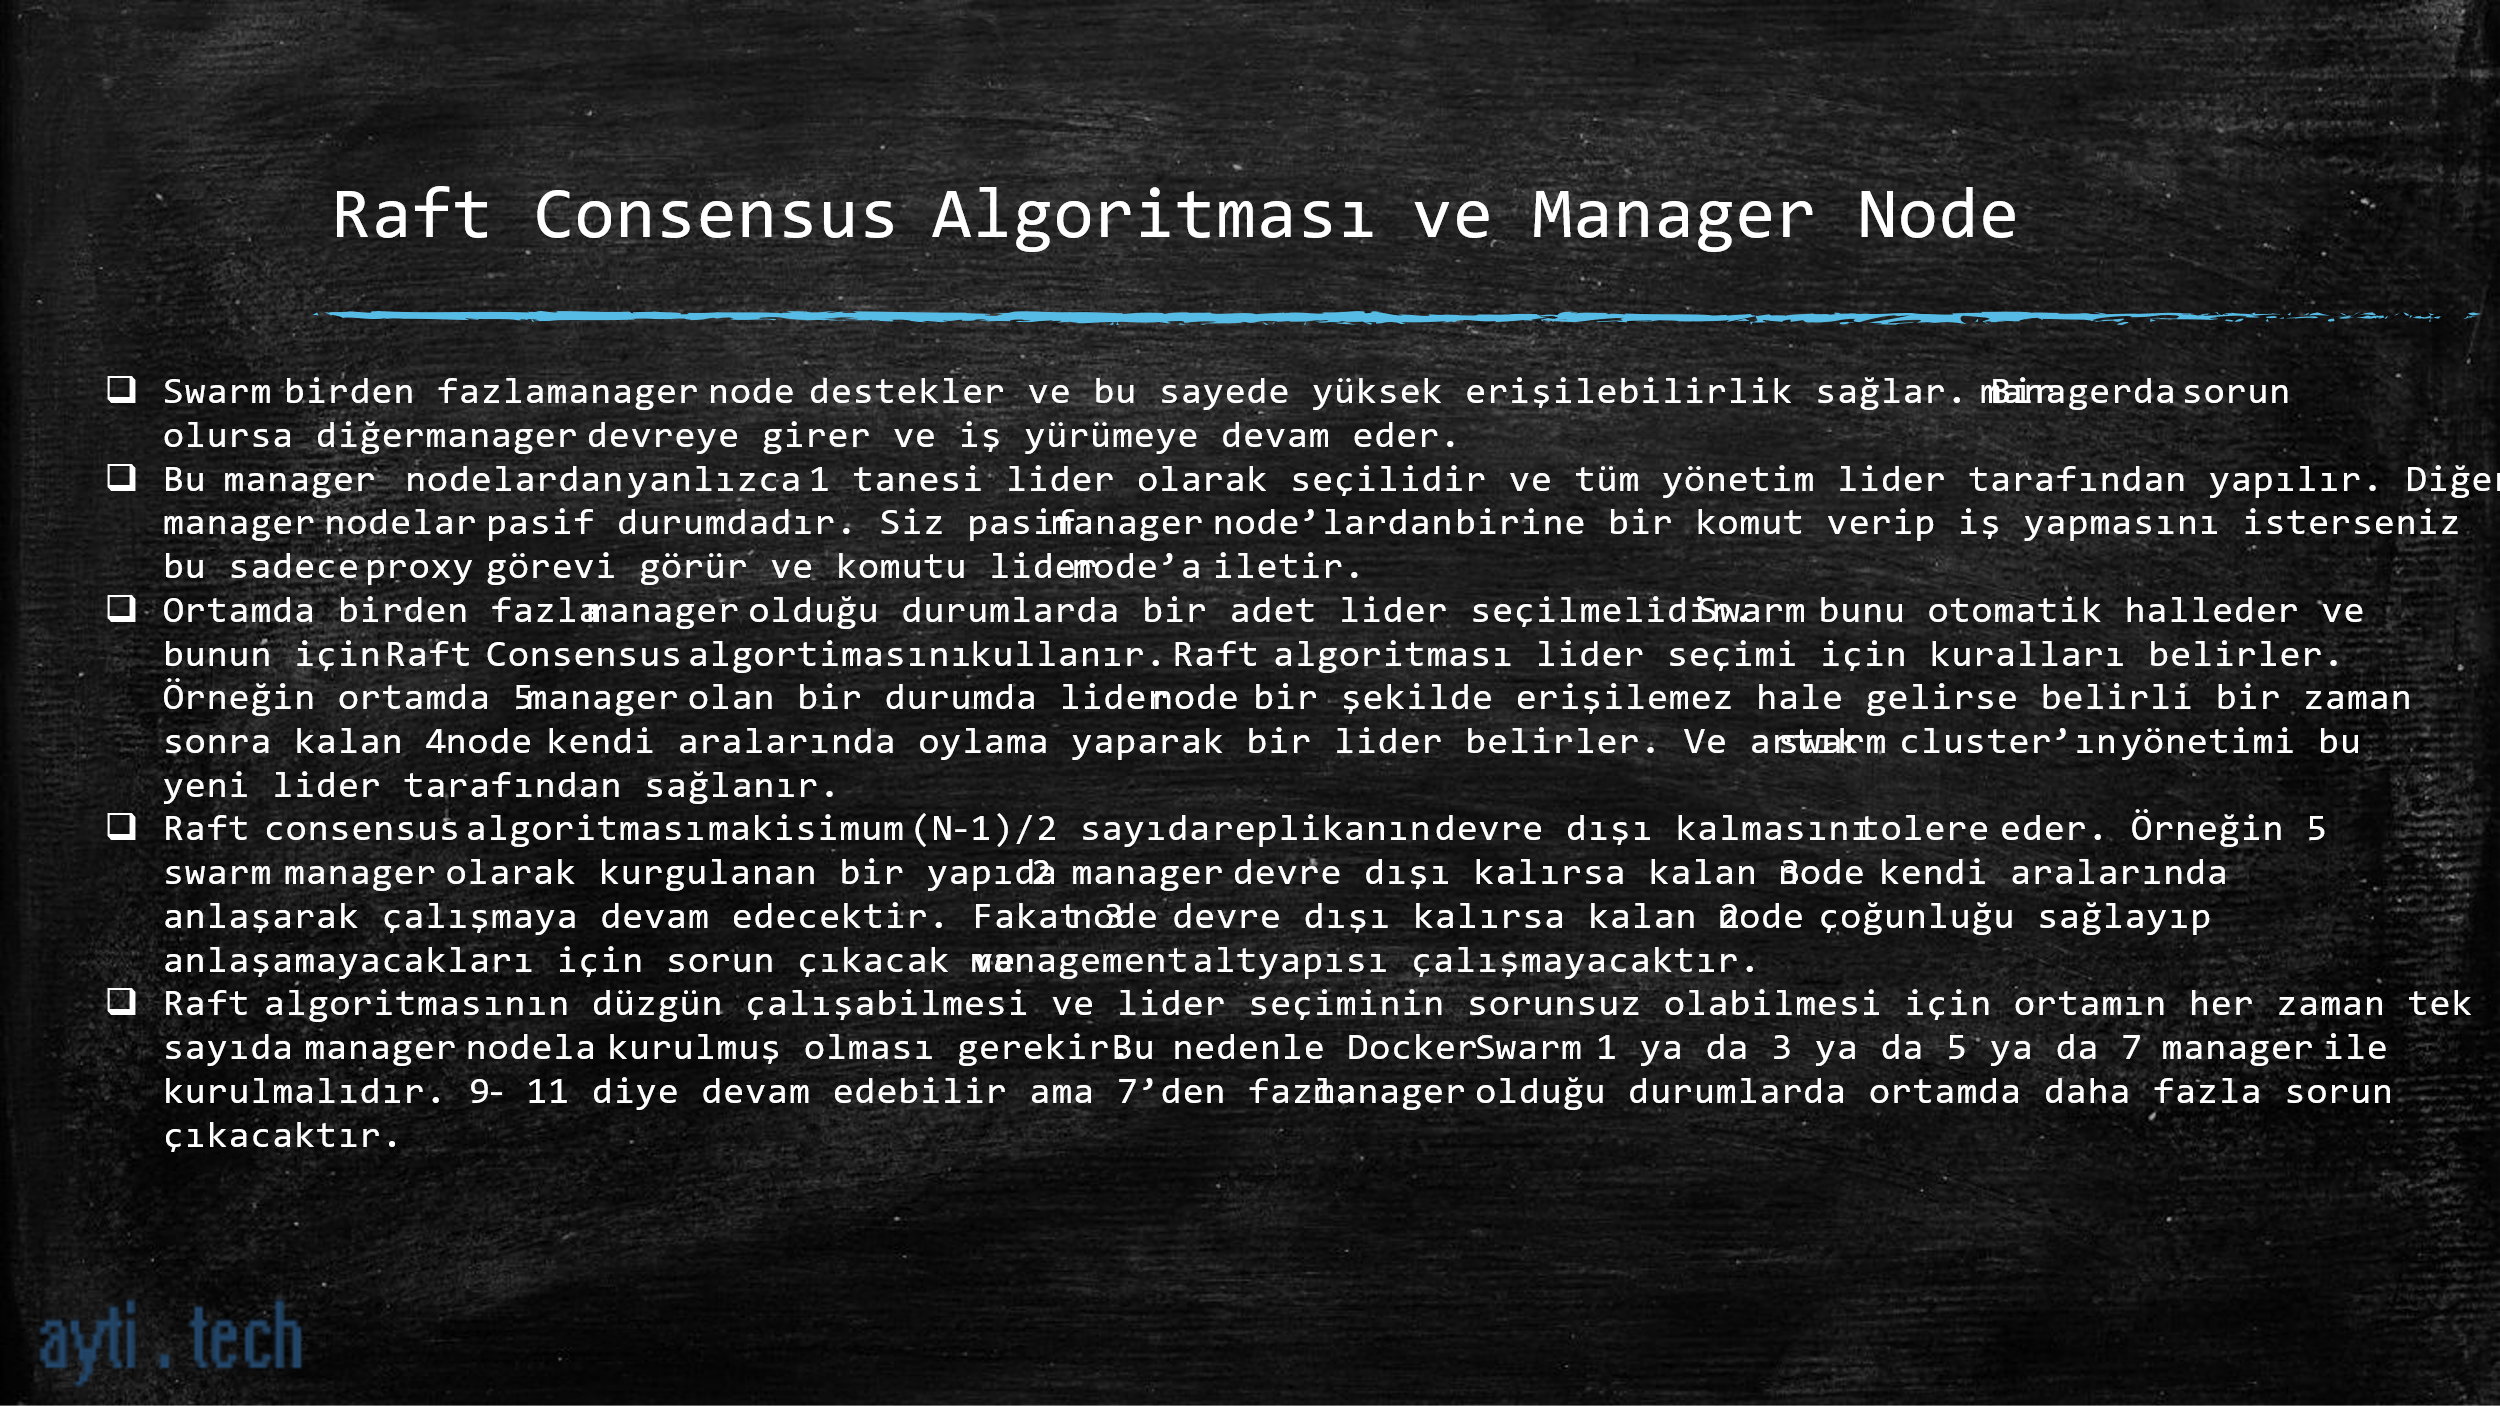 Raft Consensus Algoritması ve Manager Node
❑ Swarm birden fazla manager node destekler ve bu sayede yüksek erişilebilirlik sağlar. Bir managerda sorun
olursa diğer manager devreye girer ve iş yürümeye devam eder.
❑ Bu manager nodelardan yanlızca 1 tanesi lider olarak seçilidir ve tüm yönetim lider tarafından yapılır. Diğer
manager nodelar pasif durumdadır. Siz pasif manager node’lardan birine bir komut verip iş yapmasını isterseniz
bu sadece proxy görevi görür ve komutu lider node’a iletir.
❑ Ortamda birden fazla manager olduğu durumlarda bir adet lider seçilmelidir. Swarm bunu otomatik halleder ve
bunun için Raft Consensus algortimasını kullanır. Raft algoritması lider seçimi için kuralları belirler.
Örneğin ortamda 5 manager olan bir durumda lider node bir şekilde erişilemez hale gelirse belirli bir zaman
sonra kalan 4 node kendi aralarında oylama yaparak bir lider belirler. Ve artık swarm cluster’ın yönetimi bu
yeni lider tarafından sağlanır.
❑ Raft consensus algoritması makisimum (N-1)/2 sayıda replikanın devre dışı kalmasını tolere eder. Örneğin 5
swarm manager olarak kurgulanan bir yapıda 2 manager devre dışı kalırsa kalan 3 node kendi aralarında
anlaşarak çalışmaya devam edecektir. Fakat 3 node devre dışı kalırsa kalan 2 node çoğunluğu sağlayıp
anlaşamayacakları için sorun çıkacak ve management altyapısı çalışmayacaktır.
❑ Raft algoritmasının düzgün çalışabilmesi ve lider seçiminin sorunsuz olabilmesi için ortamın her zaman tek
sayıda manager nodela kurulmuş olması gerekir. Bu nedenle Docker Swarm 1 ya da 3 ya da 5 ya da 7 manager ile
kurulmalıdır. 9- 11 diye devam edebilir ama 7’den fazla manager olduğu durumlarda ortamda daha fazla sorun
çıkacaktır.
ayti . tech